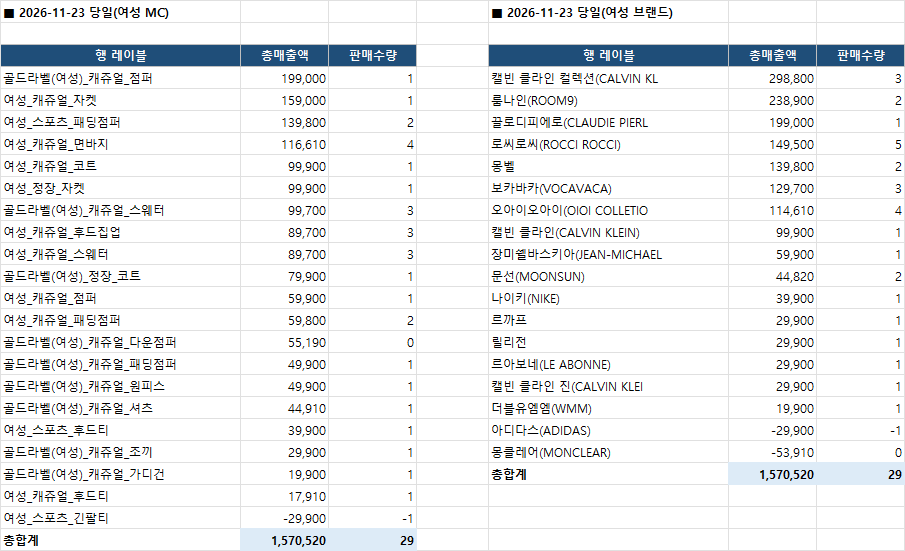 ■ 2026-11-23 당일(여성 MC)
행 레이블 총매출액 판매수량
골드라벨(여성)_캐쥬얼_점퍼 199,000 1
여성_캐쥬얼_자켓 159,000 1
여성_스포츠_패딩점퍼 139,800 2
여성_캐쥬얼_면바지 116,610 4
여성_캐쥬얼_코트 99,900 1
여성_정장_자켓 99,900 1
골드라벨(여성)_캐쥬얼_스웨터 99,700 3
여성_캐쥬얼_후드집업 89,700 3
여성_캐쥬얼_스웨터 89,700 3
골드라벨(여성)_정장_코트 79,900 1
여성_캐쥬얼_점퍼 59,900 1
여성_캐쥬얼_패딩점퍼 59,800 2
골드라벨(여성)_캐쥬얼_다운점퍼 55,190 0
골드라벨(여성)_캐쥬얼_패딩점퍼 49,900 1
골드라벨(여성)_캐쥬얼_원피스 49,900 1
골드라벨(여성)_캐쥬얼_셔츠 44,910 1
여성_스포츠_후드티 39,900 1
골드라벨(여성)_캐쥬얼_조끼 29,900 1
골드라벨(여성)_캐쥬얼_가디건 19,900 1
여성_캐쥬얼_후드티 17,910 1
여성_스포츠_긴팔티 -29,900 -1
총합계 1,570,520 29
■ 2026-11-23 당일(여성 브랜드)
행 레이블 총매출액 판매수량
캘빈 클라인 컬렉션(CALVIN KL 298,800 3
룸나인(ROOM9) 238,900 2
끌로디피에로(CLAUDIE PIERL 199,000 1
로씨로씨(ROCCI ROCCI) 149,500 5
몽벨 139,800 2
보카바카(VOCAVACA) 129,700 3
오아이오아이(OIOI COLLETIO 114,610 4
캘빈 클라인(CALVIN KLEIN) 99,900 1
장미쉘바스키아(JEAN-MICHAEL 59,900 1
문선(MOONSUN) 44,820 2
나이키(NIKE) 39,900 1
르까프 29,900 1
릴리전 29,900 1
르아보네(LE ABONNE) 29,900 1
캘빈 클라인 진(CALVIN KLEI 29,900 1
더블유엠엠(WMM) 19,900 1
아디다스(ADIDAS) -29,900 -1
몽클레어(MONCLEAR) -53,910 0
총합계 1,570,520 29